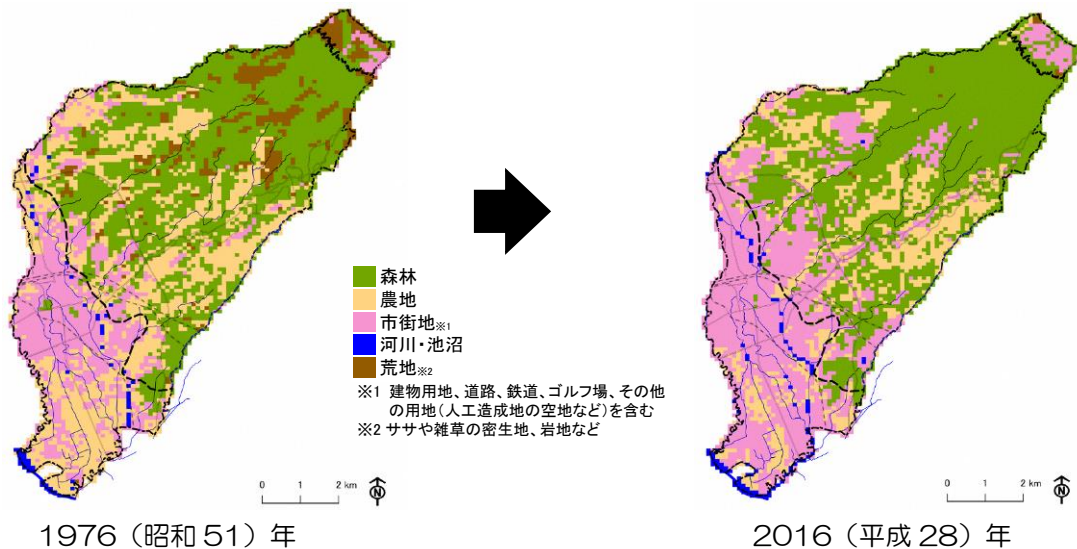 森林
農地
市街地※1
河川・池沼
荒地※2
※1 建物用地、道路、鉄道、ゴルフ場、その他
の用地(人工造成地の空地など)を含む
※2 ササや雑草の密生地、岩地など
0 1 2 km
N
0 1 2 km
N
1976(昭和 51)年
2016(平成 28)年